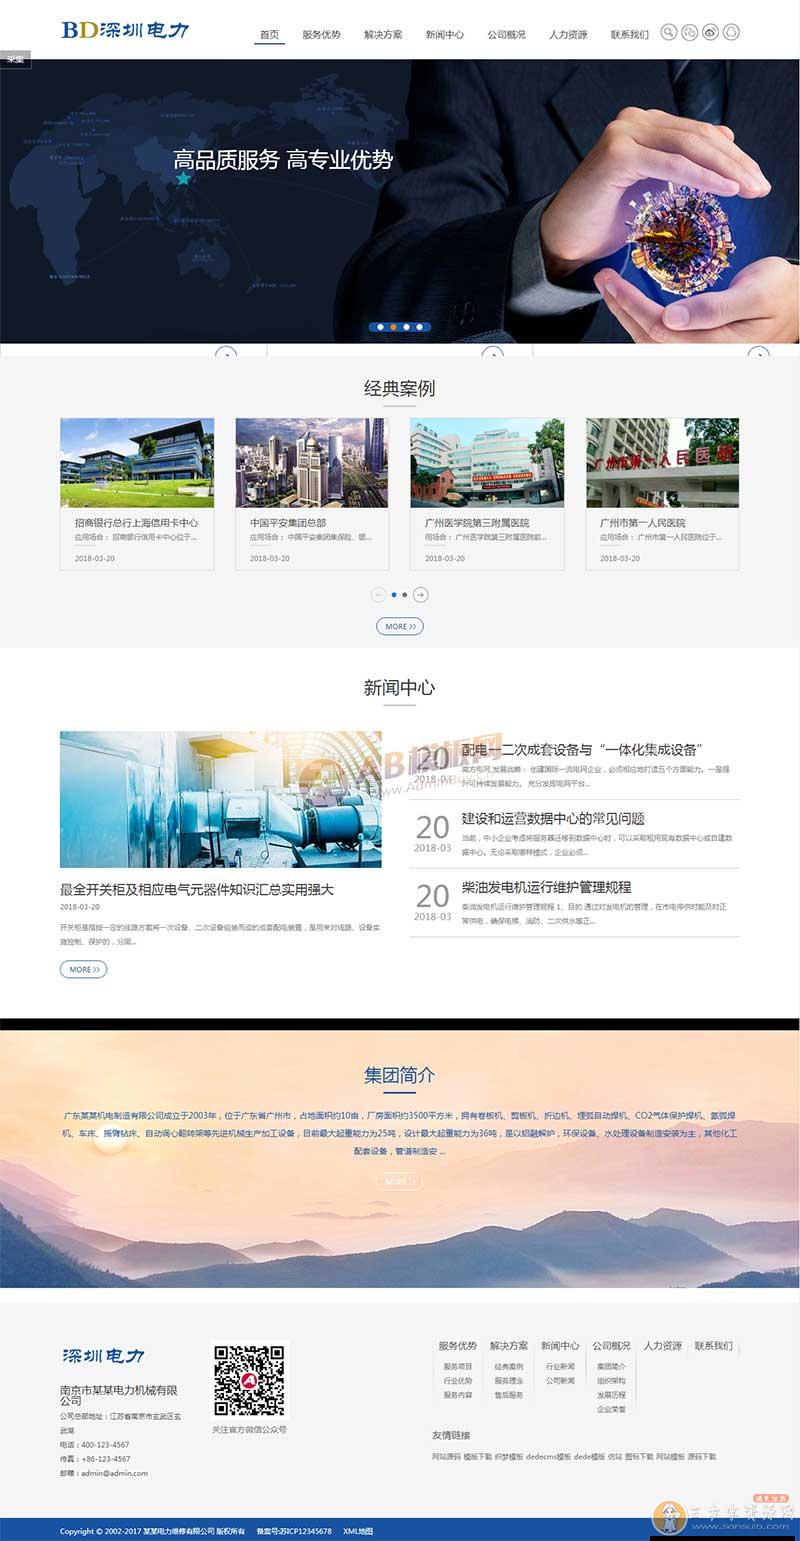 BD深圳电力
首页 服务优势 解决方案 新闻中心 公司概况 人力资源 联系我们
采集
高品质服务 高专业优势
经典案例
广州市第一人民医院
招商银行总行上海信用卡中心
应用场合： 招商银行信用卡中心位于...
2018-03-20
中国平安集团总部
应用场合： 中国平安集团集保险、银...
2018-03-20
广州医学院第三附属医院
用场合： 广州医学院第三附属医院前...
2018-03-20
广州市第一人民医院
应用场合： 广州市第一人民医院位于...
2018-03-20
MORE
新闻中心
最全开关柜及相应电气元器件知识汇总实用强大
2018-03-20
开关柜是指按一定的线路方案将一次设备、二次设备组装而成的成套配电装置，是用来对线路、设备实
施控制、保护的，分固...
MORE
AB模板网
www.AdminBuy.cn
20
2018-03
配电一二次成套设备与“一体化集成设备”
南方电网 发展战略： 创建国际一流电网企业，必须相应地打造五个方面能力。一是提
升可持续发展能力。 充分发挥电网平台...
20
2018-03
建设和运营数据中心的常见问题
当前，中小企业考虑将服务器迁移到数据中心时，可以采取租用现有数据中心或自建数
据中心。无论采取哪种模式，企业必须...
20
2018-03
柴油发电机运行维护管理规程
柴油发电机运行维护管理规程 1、目的 通过对发电机的管理，在市电停供时能及时正
常供电，确保电梯、消防、二次供水等正...
集团简介
广东某某机电制造有限公司成立于2003年，位于广东省广州市，占地面积约10亩，厂房面积约3500平方米，拥有卷板机、剪板机、折边机、埋弧自动焊机、CO2气体保护焊机、氩弧焊
机、车床、摇臂钻床、自动调心翻转架等先进机械生产加工设备，目前最大起重能力为25吨，设计最大起重能力为36吨，是以铝融解炉，环保设备、水处理设备制造安装为主，其他化工
配套设备，管道制造安 ...
MORE
深圳电力
南京市某某电力机械有限
公司
公司总部地址：江苏省南京市玄武区玄
武湖
电话：400-123-4567
传真：+86-123-4567
邮箱：admin@admin.com
关注官方微信公众号
服务优势 解决方案 新闻中心 公司概况 人力资源 联系我们
服务项目 经典案例 行业新闻 集团简介
行业优势 服务理念 公司新闻 组织架构
服务内容 售后服务 发展历程
企业荣誉
友情链接
网站源码 模版下载 织梦模板 dedecms模板 dede模版 仿站 图标下载 网站模板 源码下载
Copyright © 2002-2017 某某电力维修有限公司 版权所有 备案号:苏ICP12345678 XML地图
www.sansuib.com